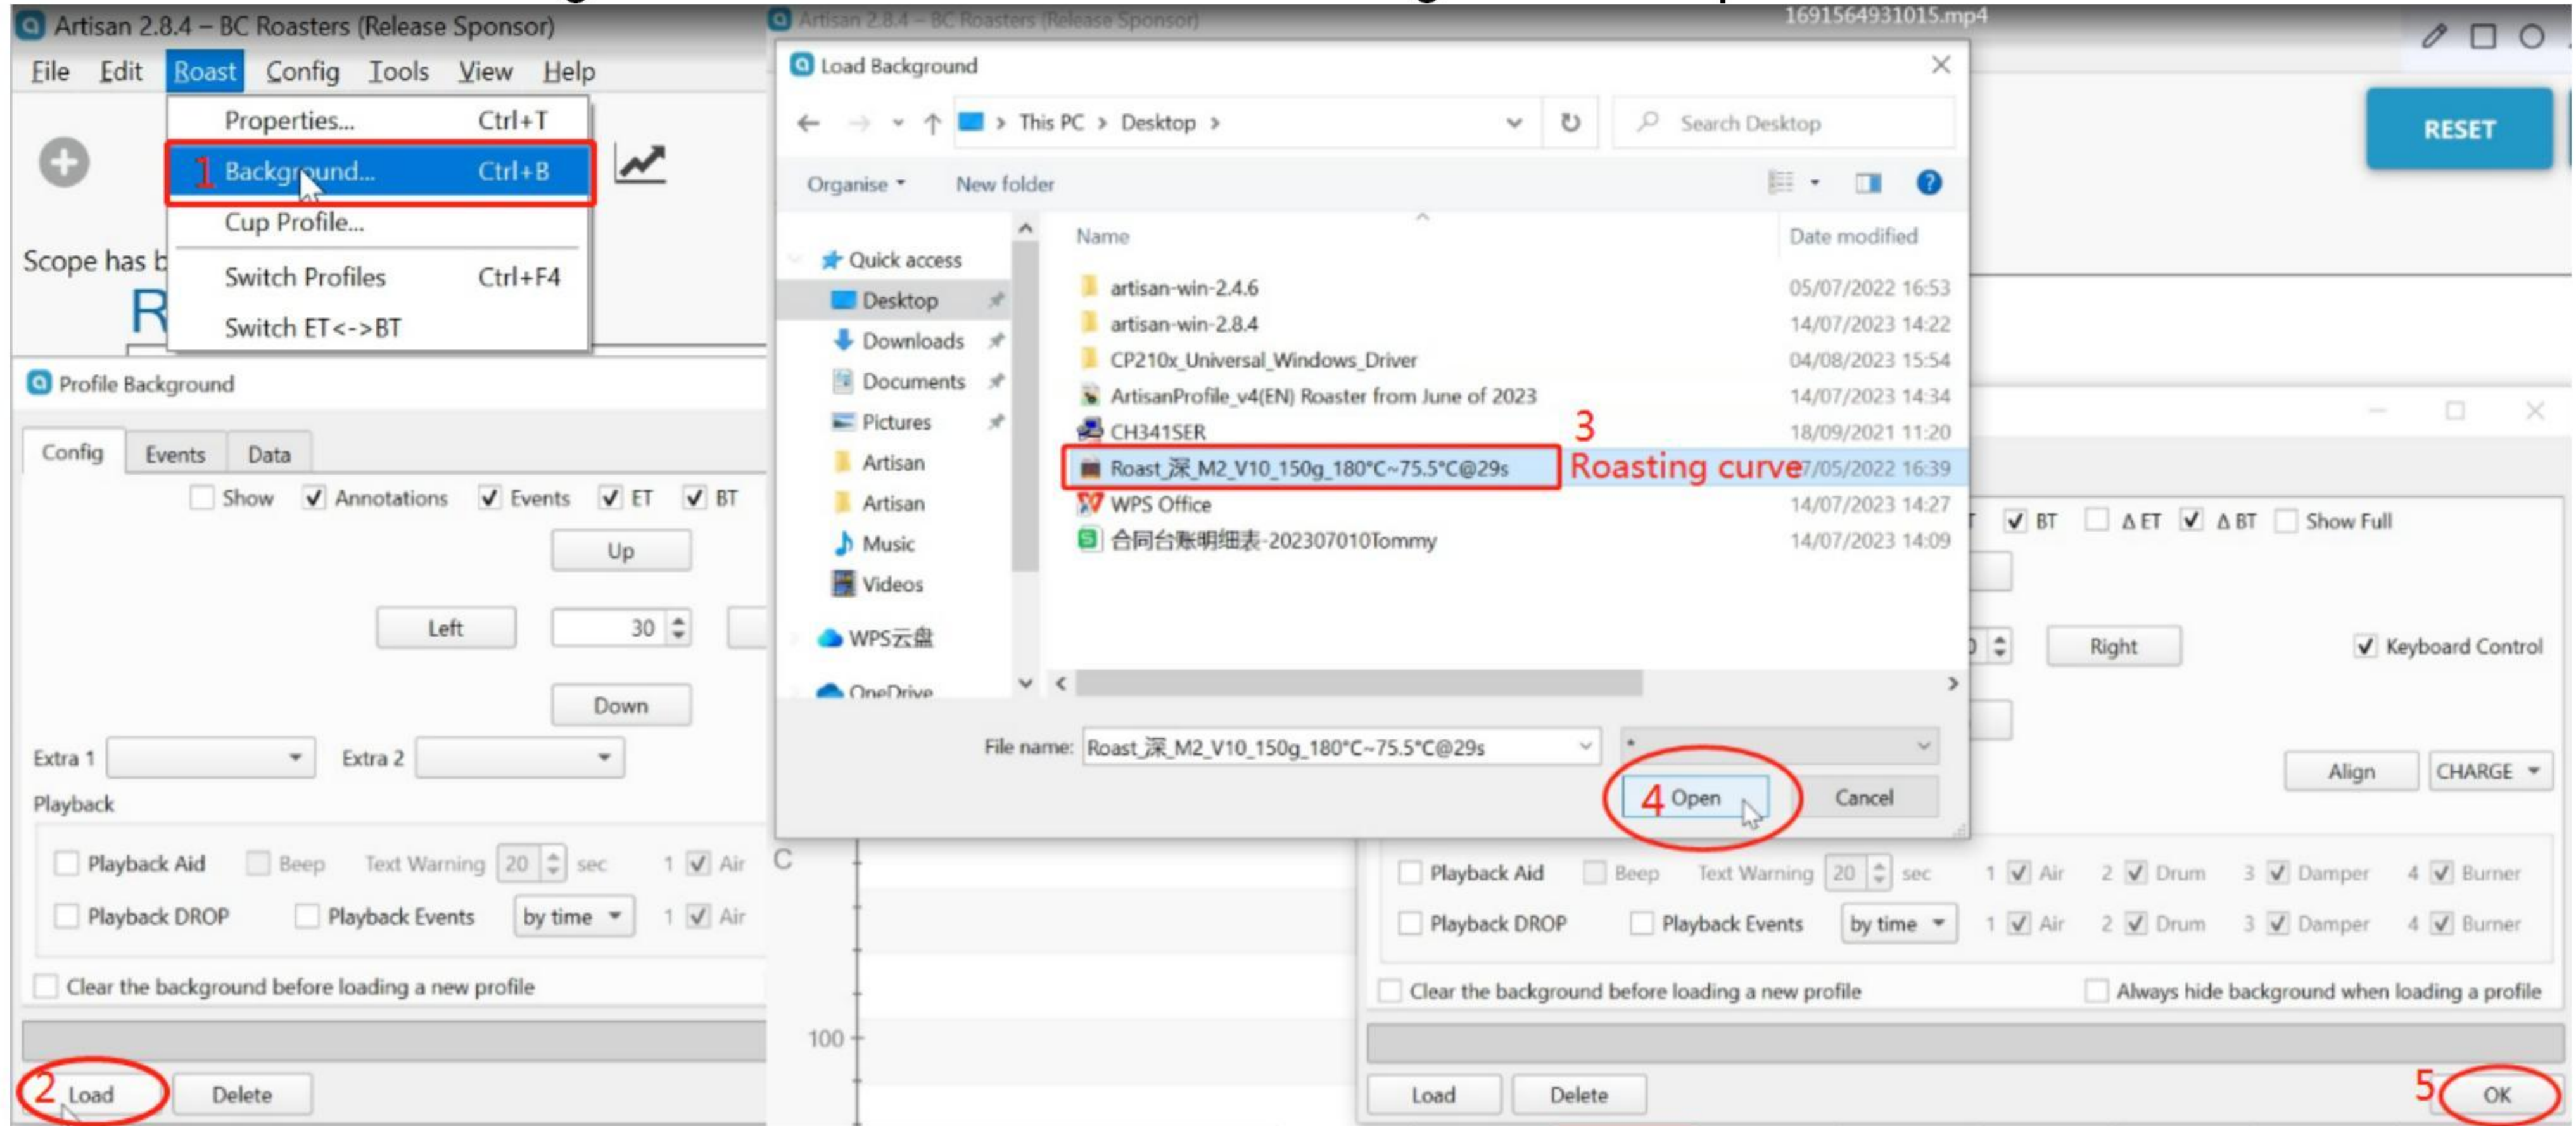 Artisan 2.8.4 – BC Roasters (Release Sponsor)
File Edit Roast Config Tools View Help
Properties... Ctrl+T
1 Background... Ctrl+B
Cup Profile...
Switch Profiles Ctrl+F4
Switch ET<->BT
Scope has b
R
Profile Background
Config Events Data
Show Annotations Events ET BT
Up
Left 30
Down
Extra 1 Extra 2
Playback
Playback Aid Beep Text Warning 20 sec 1 Air
Playback DROP Playback Events by time 1 Air
Clear the background before loading a new profile
2 Load Delete
Artisan 2.8.4 – BC Roasters (Release Sponsor)
1691564931015.mp4
Load Background
This PC > Desktop >
Search Desktop
Organise New folder
Name Date modified
Quick access
Desktop
Downloads
Documents
Pictures
Artisan
Artisan
Music
Videos
WPS云盘
OneDrive
artisan-win-2.4.6 05/07/2022 16:53
artisan-win-2.8.4 14/07/2023 14:22
CP210x_Universal_Windows_Driver 04/08/2023 15:54
ArtisanProfile_v4(EN) Roaster from June of 2023 14/07/2023 14:34
CH341SER 18/09/2021 11:20
3
Roast_深_M2_V10_150g_180°C~75.5°C@29s Roasting curve 7/05/2022 16:39
WPS Office 14/07/2023 14:27
合同台账明细表-202307010Tommy 14/07/2023 14:09
File name: Roast_深_M2_V10_150g_180°C~75.5°C@29s *
4 Open Cancel
C
100
RESET
BT Δ ET Δ BT Show Full
Right Keyboard Control
Align CHARGE
Playback Aid Beep Text Warning 20 sec 1 Air 2 Drum 3 Damper 4 Burner
Playback DROP Playback Events by time 1 Air 2 Drum 3 Damper 4 Burner
Clear the background before loading a new profile Always hide background when loading a profile
Load Delete 5 OK